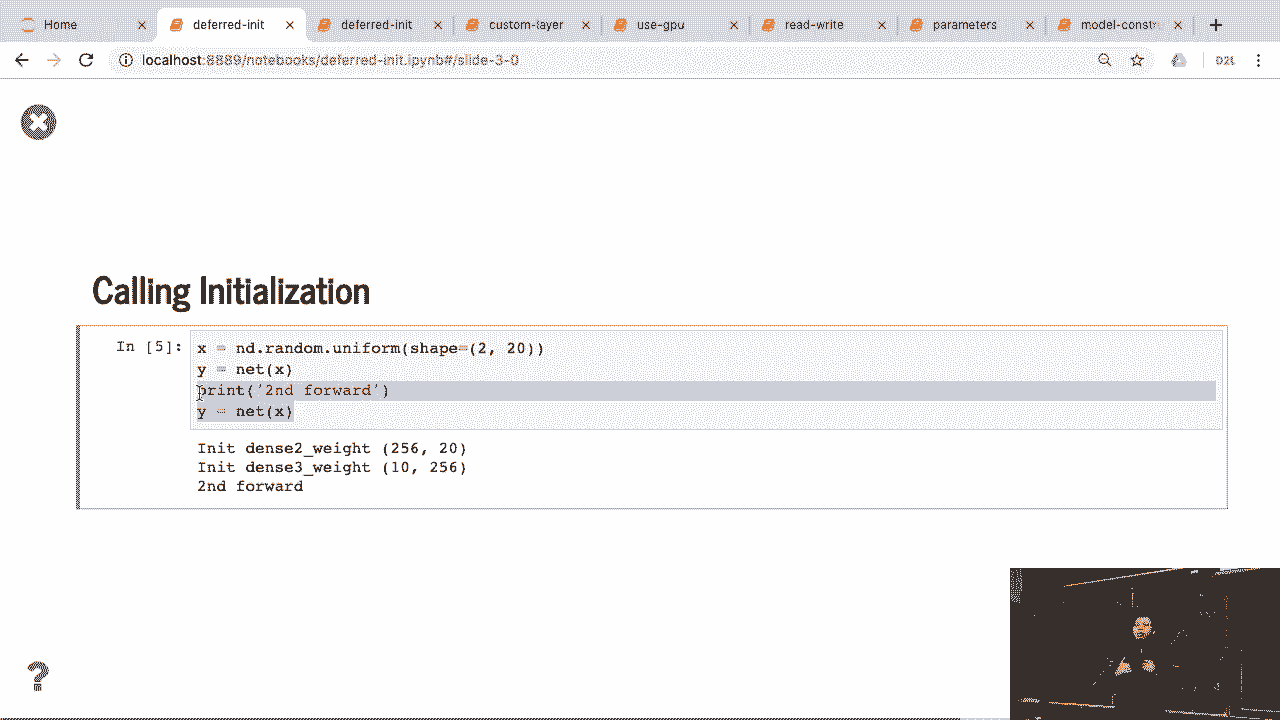 Home
deferred-init
deferred-init
custom-layer
use-gpu
read-write
parameters
model-constr
localhost:8889/notebooks/deferred-init.ipynb#/slide-3-0
Calling Initialization
In [5]: x = nd.random.uniform(shape=(2, 20))
y = net(x)
print('2nd forward')
y = net(x)
Init dense2_weight (256, 20)
Init dense3_weight (10, 256)
2nd forward
?